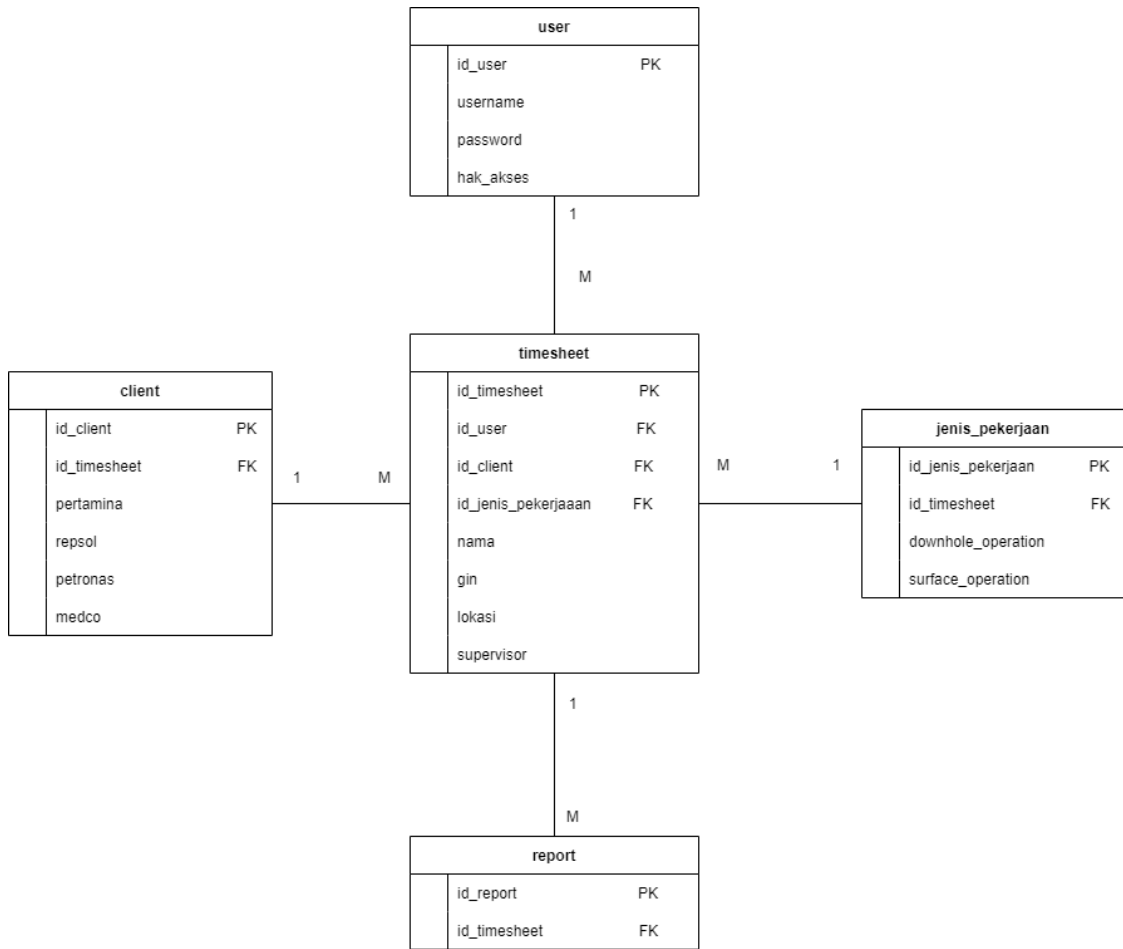 user
id_user PK
username
password
hak_akses
1
M
timesheet
id_timesheet PK
id_user FK
id_client FK
id_jenis_pekerjaaan FK
nama
gin
lokasi
supervisor
client
id_client PK
id_timesheet FK
pertamina
repsol
petronas
medco
1 M
jenis_pekerjaan
id_jenis_pekerjaan PK
id_timesheet FK
downhole_operation
surface_operation
M 1
1
M
report
id_report PK
id_timesheet FK